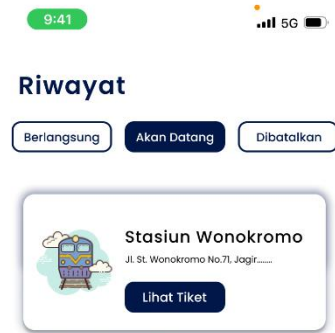 9:41 5G
Riwayat
Berlangsung Akan Datang Dibatalkan
Stasiun Wonokromo
Jl. St. Wonokromo No.71, Jagir........
Lihat Tiket